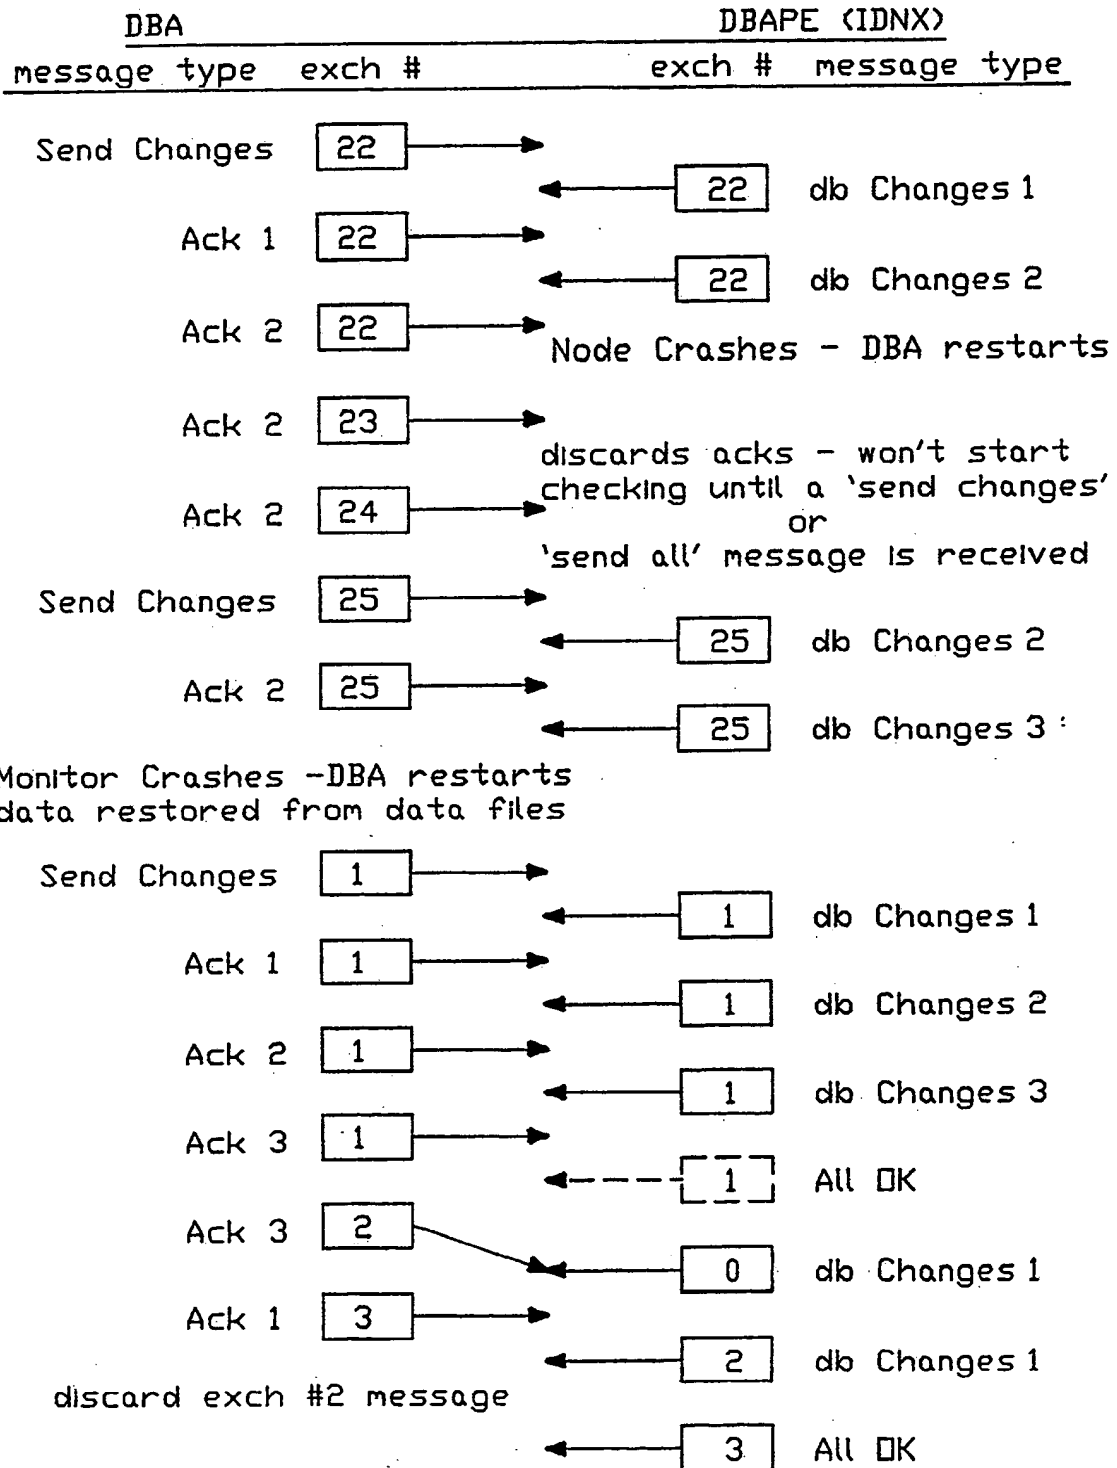 DBA DBAPE (IDNX)
message type exch # exch # message type
Send Changes 22
22 db Changes 1
Ack 1 22
22 db Changes 2
Ack 2 22
Node Crashes - DBA restarts
Ack 2 23
discards acks - won't start
checking until a 'send changes'
Ack 2 24
or
'send all' message is received
Send Changes 25
25 db Changes 2
Ack 2 25
25 db Changes 3
Monitor Crashes -DBA restarts
data restored from data files
Send Changes 1
1 db Changes 1
Ack 1 1
1 db Changes 2
Ack 2 1
1 db Changes 3
Ack 3 1
1 All OK
Ack 3 2
0 db Changes 1
Ack 1 3
2 db Changes 1
discard exch #2 message
3 All OK